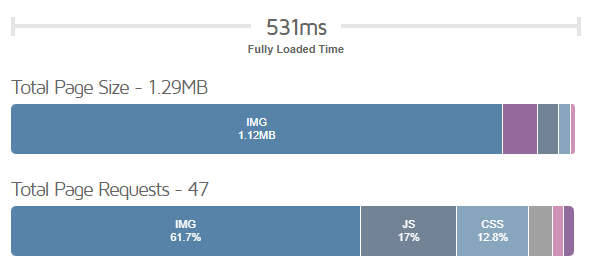 531ms
Fully Loaded Time
Total Page Size - 1.29MB
IMG
1.12MB
Total Page Requests - 47
IMG
61.7%
JS
17%
CSS
12.8%